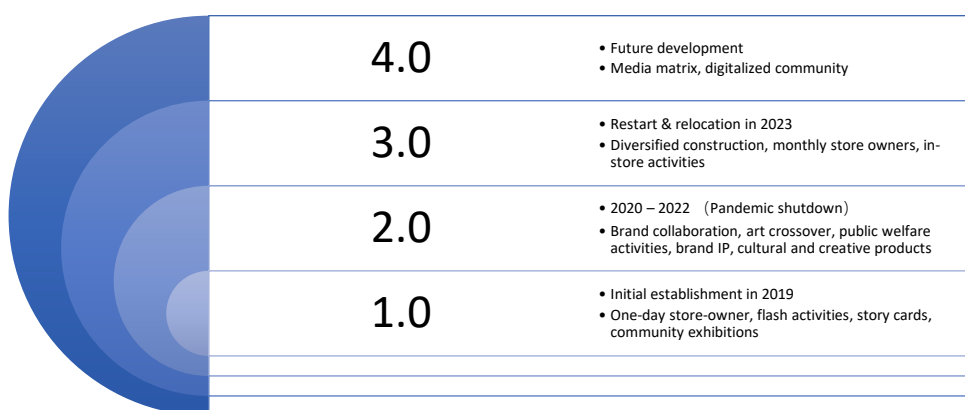 4.0
• Future development
• Media matrix, digitalized community
3.0
• Restart & relocation in 2023
• Diversified construction, monthly store owners, in-
store activities
2.0
• 2020 – 2022 （Pandemic shutdown）
• Brand collaboration, art crossover, public welfare
activities, brand IP, cultural and creative products
1.0
• Initial establishment in 2019
• One-day store-owner, flash activities, story cards,
community exhibitions